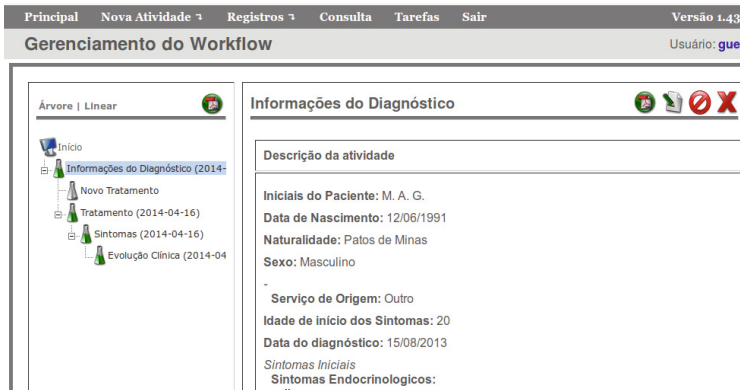 Principal Nova Atividade Registros Consulta Tarefas Sair Versão 1.43
Gerenciamento do Workflow Usuário: gue
Árvore | Linear
Início
Informações do Diagnóstico (2014-
Novo Tratamento
Tratamento (2014-04-16)
Sintomas (2014-04-16)
Evolução Clínica (2014-04
Informações do Diagnóstico
Descrição da atividade
Iniciais do Paciente: M. A. G.
Data de Nascimento: 12/06/1991
Naturalidade: Patos de Minas
Sexo: Masculino
-
Serviço de Origem: Outro
Idade de início dos Sintomas: 20
Data do diagnóstico: 15/08/2013
Sintomas Iniciais
Sintomas Endocrinologicos: